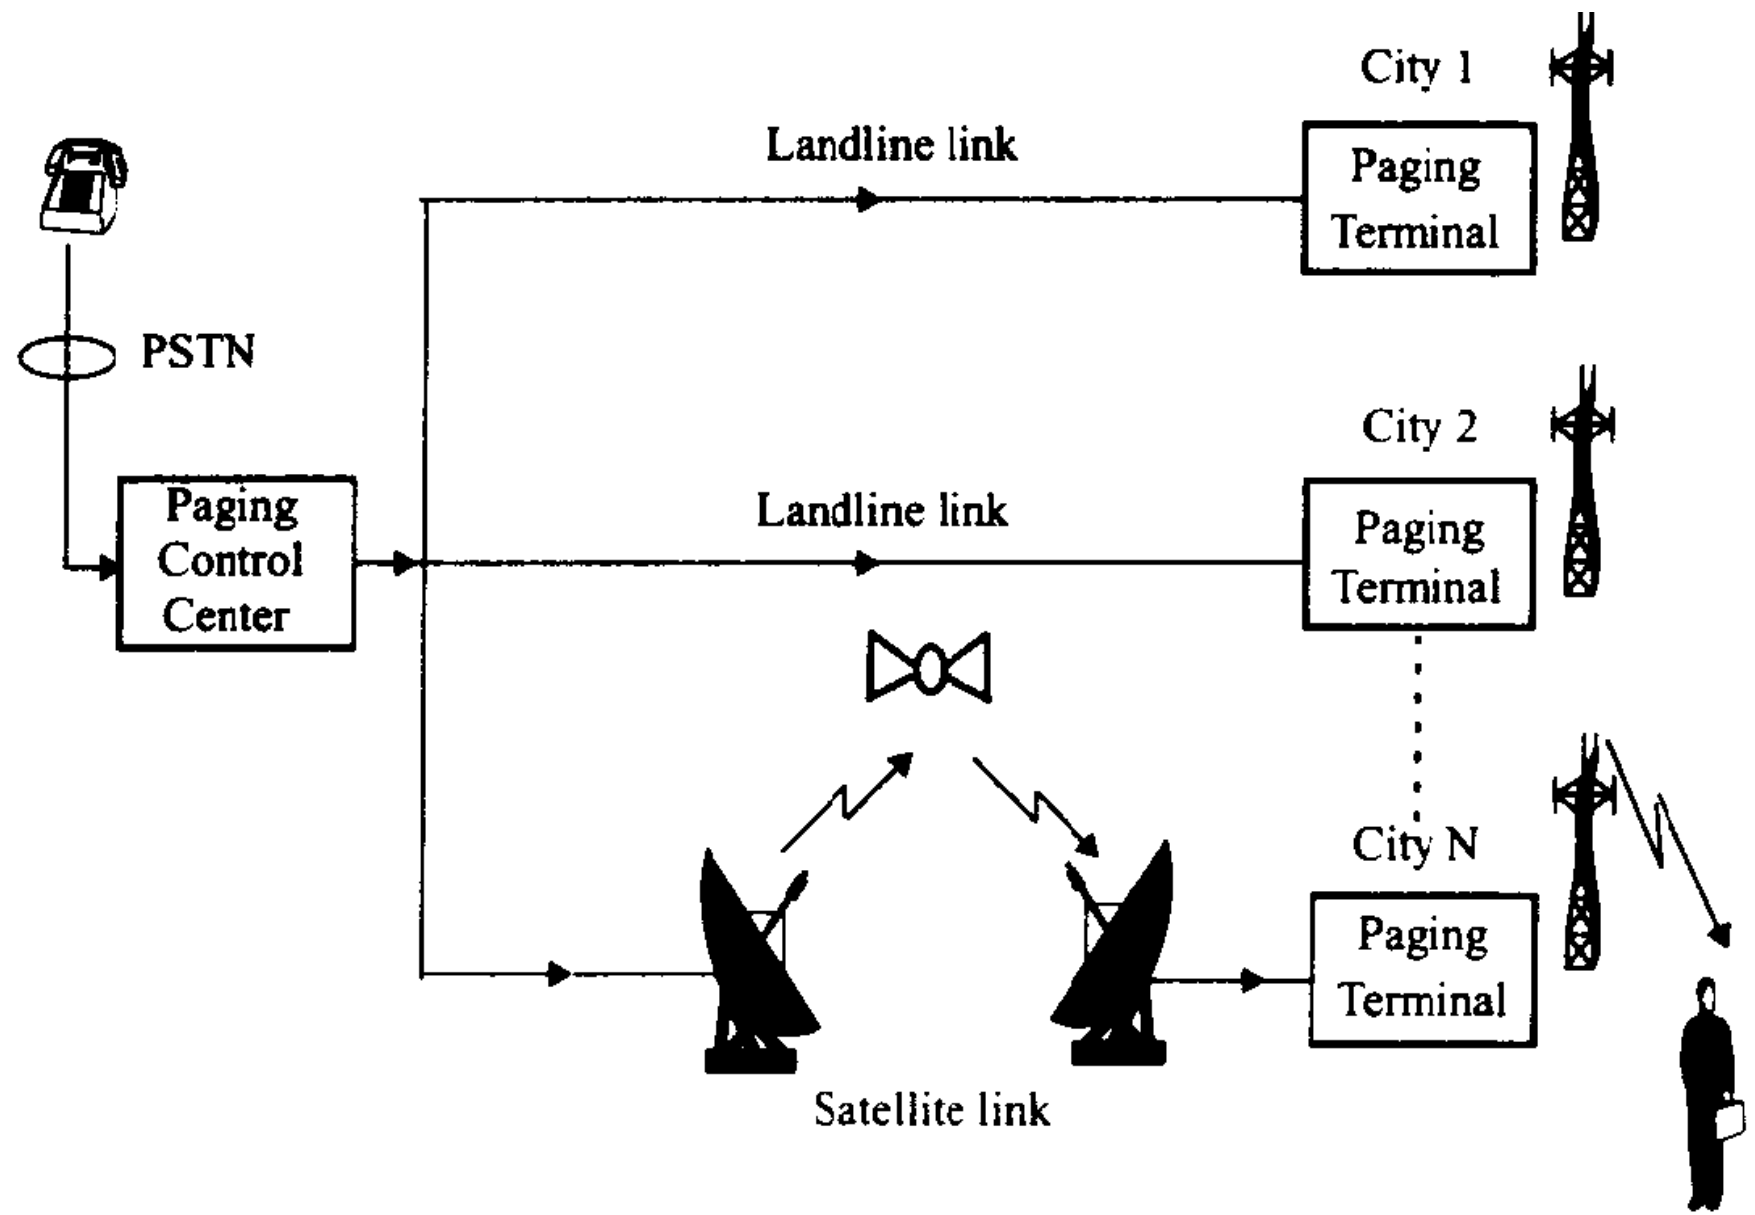 City 1
Landline link
Paging
Terminal
PSTN
City 2
Paging
Control
Center
Landline link
Paging
Terminal
City N
Paging
Terminal
Satellite link